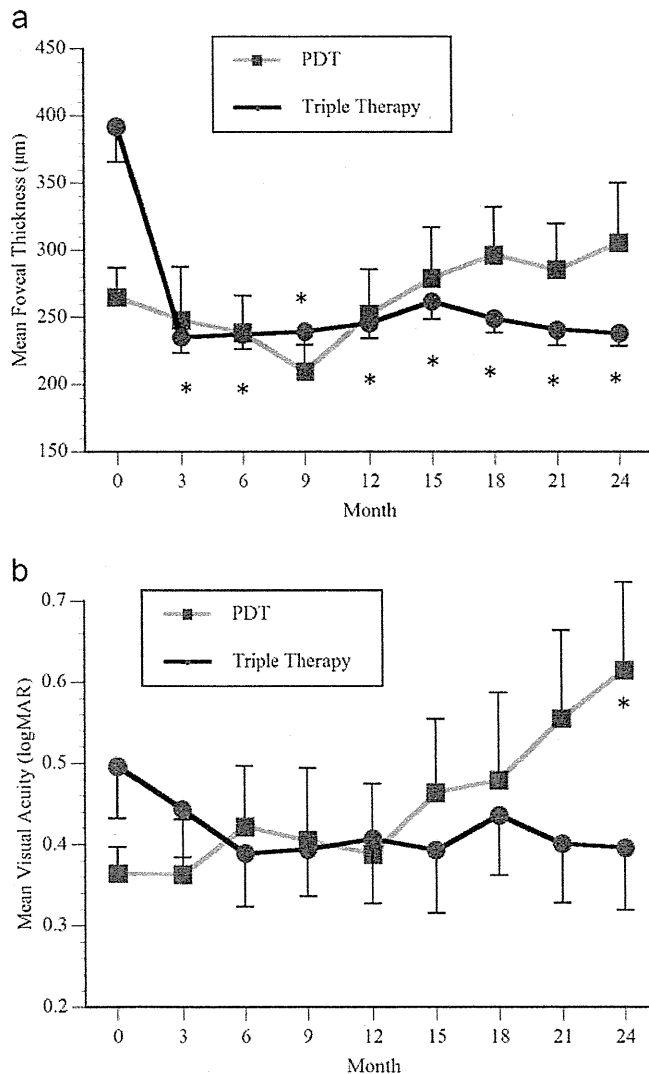 a
450
400
350
300
250
200
150
Mean Foveal Thickness (μm)
PDT
Triple Therapy
*
* * * * * * *
0 3 6 9 12 15 18 21 24
Month
b
0.7
0.6
0.5
0.4
0.3
0.2
Mean Visual Acuity (logMAR)
PDT
Triple Therapy
*
0 3 6 9 12 15 18 21 24
Month